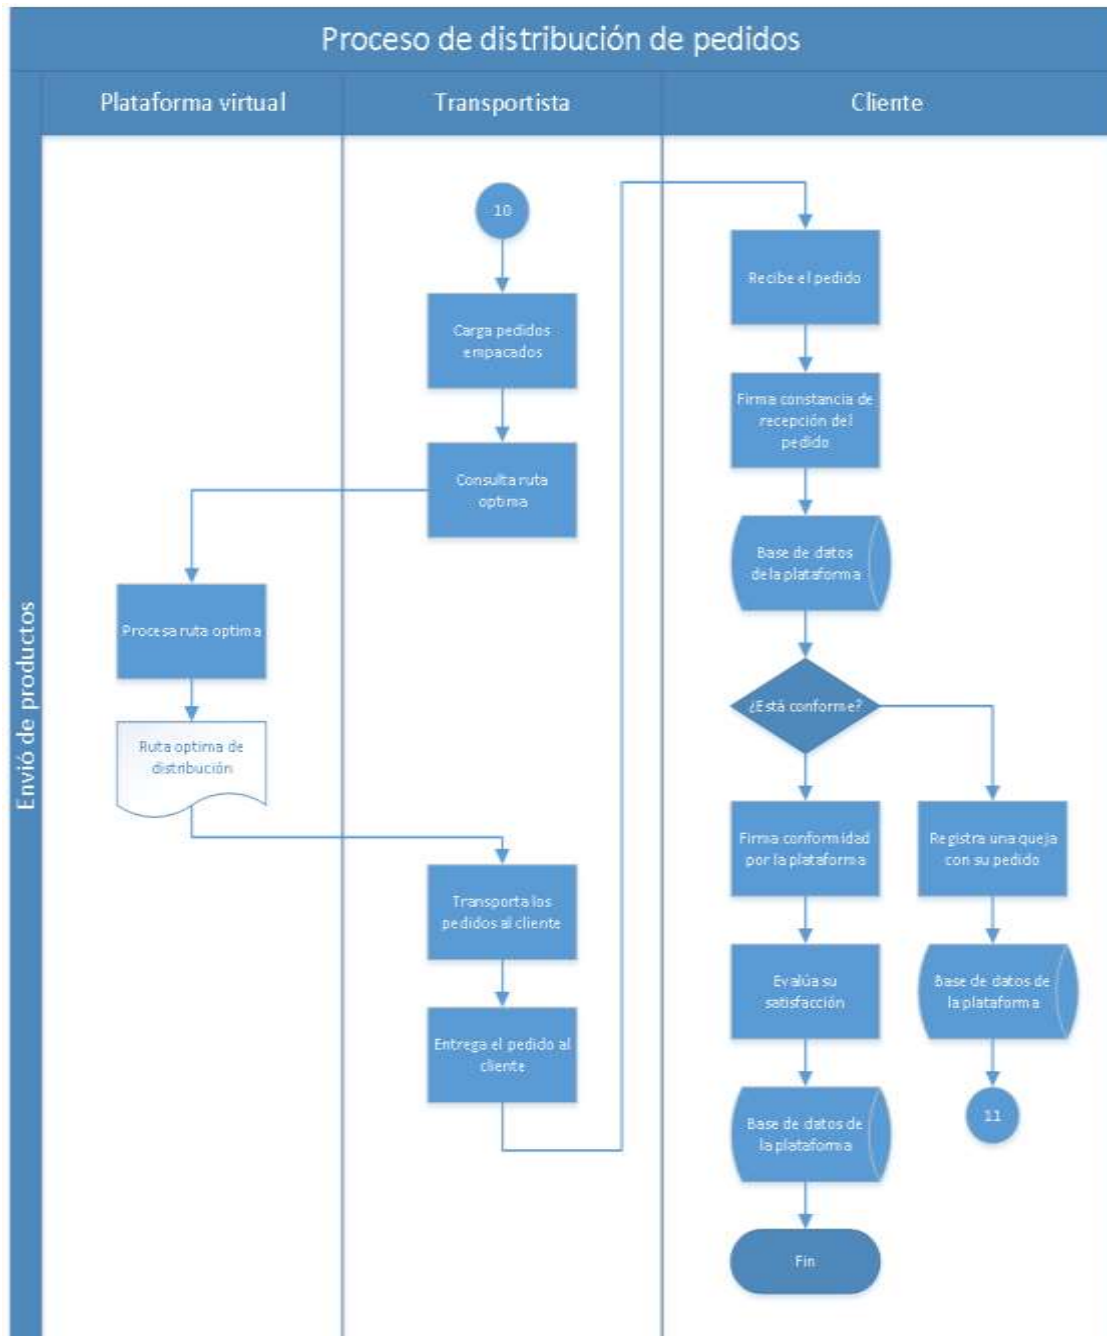 Proceso de distribución de pedidos
Envió de productos
Plataforma virtual
Transportista
Cliente
10
Carga pedidos
empacados
Consulta ruta
optima
Procesa ruta optima
Ruta optima de
distribución
Transporta los
pedidos al cliente
Entrega el pedido al
cliente
Recibe el pedido
Firma constancia de
recepción del
pedido
Base de datos
dela plataforma
¿Está conforme?
Firma conformidad
por la plataforma
Registra una queja
con su pedido
Evalúa su
satisfacción
Base de datos de
la plataforma
Base de datos de
la plataforma
11
Fin